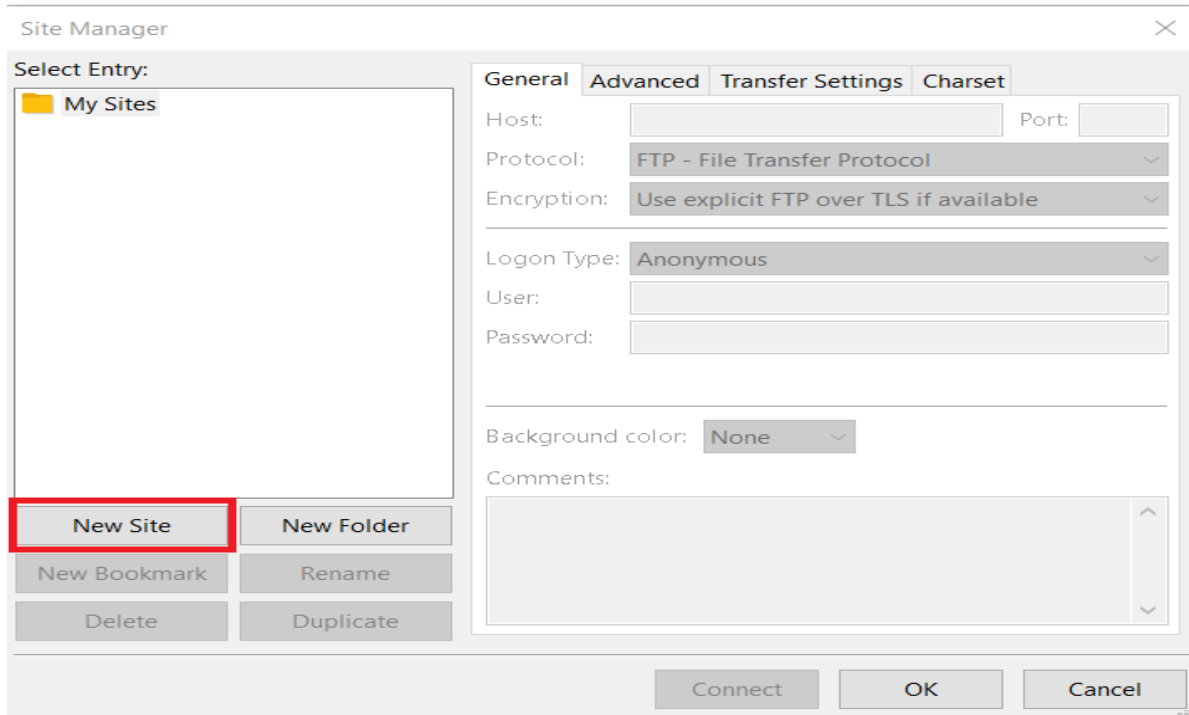 Site Manager
Select Entry:
My Sites
New Site
New Folder
New Bookmark
Rename
Delete
Duplicate
General
Advanced
Transfer Settings
Charset
Host:
Port:
Protocol:
FTP - File Transfer Protocol
Encryption:
Use explicit FTP over TLS if available
Logon Type:
Anonymous
User:
Password:
Background color:
None
Comments:
Connect
OK
Cancel